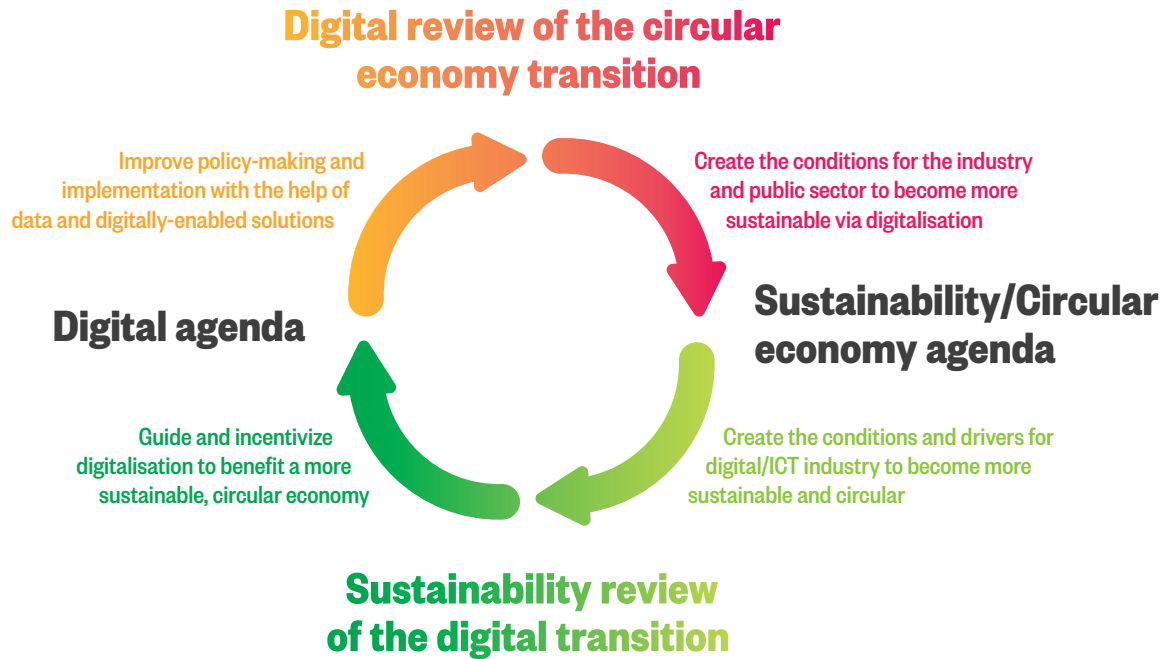 Digital review of the circular
economy transition
Improve policy-making and
implementation with the help of
data and digitally-enabled solutions
Create the conditions for the industry
and public sector to become more
sustainable via digitalisation
Digital agenda
Sustainability/Circular
economy agenda
Guide and incentivize
digitalisation to benefit a more
sustainable, circular economy
Create the conditions and drivers for
digital/ICT industry to become more
sustainable and circular
Sustainability review
of the digital transition